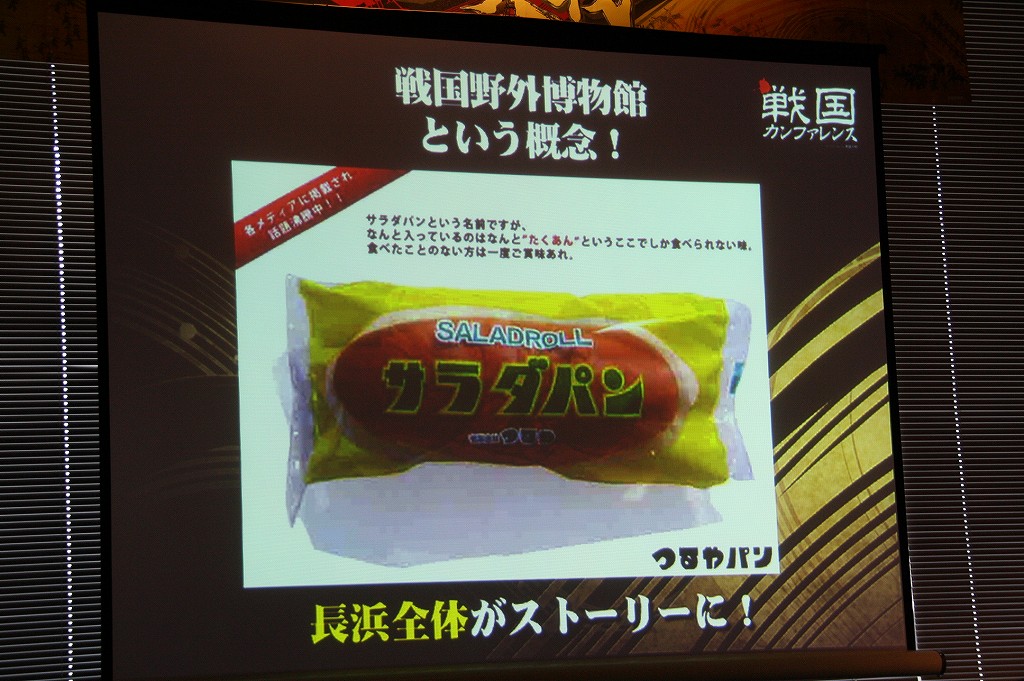 戦国野外博物館
という概念！
戦国
カンファレンス
各メディアに掲載され
話題沸騰中！！
サラダパンという名前ですが、
なんと入っているのはなんと"たくあん"というここでしか食べられない味。
食べたことのない方は一度ご賞味あれ。
SALADROLL
サラダパン
つるや
つるやパン
長浜全体がストーリーに！